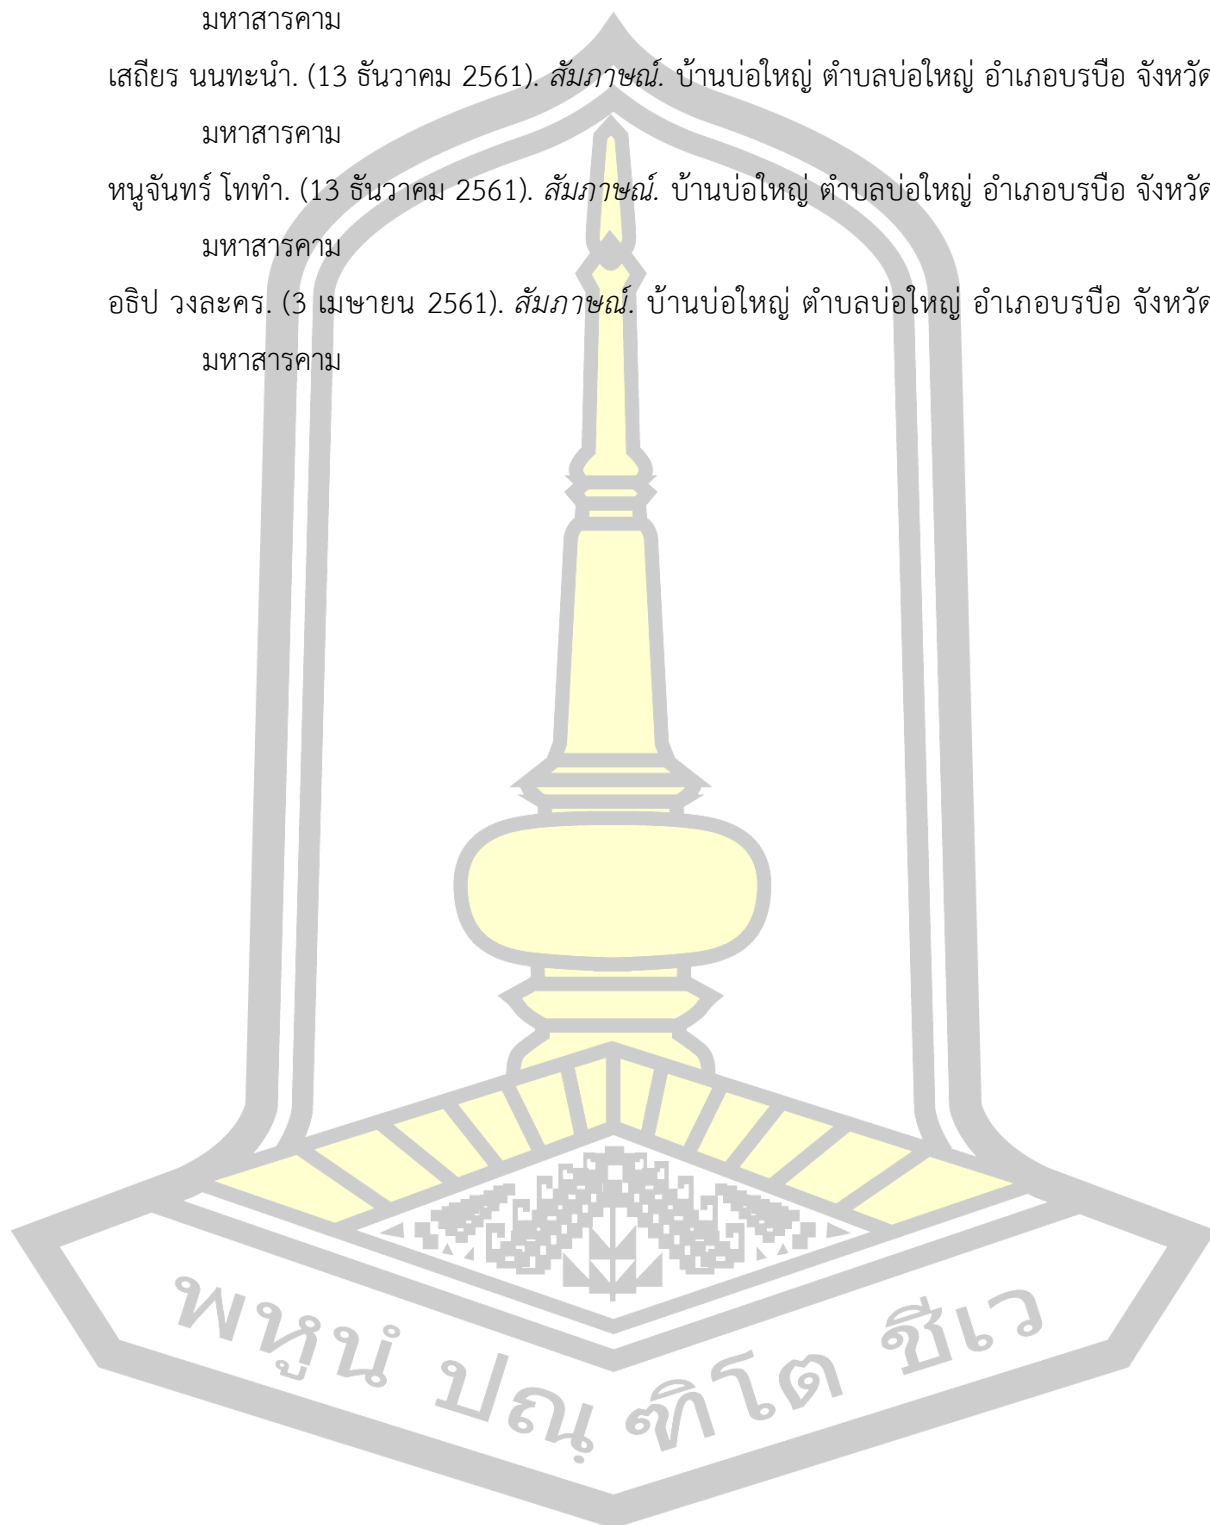 มหาสารคาม
เสถียร นนทะนำ. (13 ธันวาคม 2561). สัมภาษณ์. บ้านบ่อใหญ่ ตำบลบ่อใหญ่ อำเภอบรบือ จังหวัด
มหาสารคาม
หนูจันทร์ โททำ. (13 ธันวาคม 2561). สัมภาษณ์. บ้านบ่อใหญ่ ตำบลบ่อใหญ่ อำเภอบรบือ จังหวัด
มหาสารคาม
อธิป วงละคร. (3 เมษายน 2561). สัมภาษณ์. บ้านบ่อใหญ่ ตำบลบ่อใหญ่ อำเภอบรบือ จังหวัด
มหาสารคาม
พหูนํ ปณฺ ฑิโต ชีเว